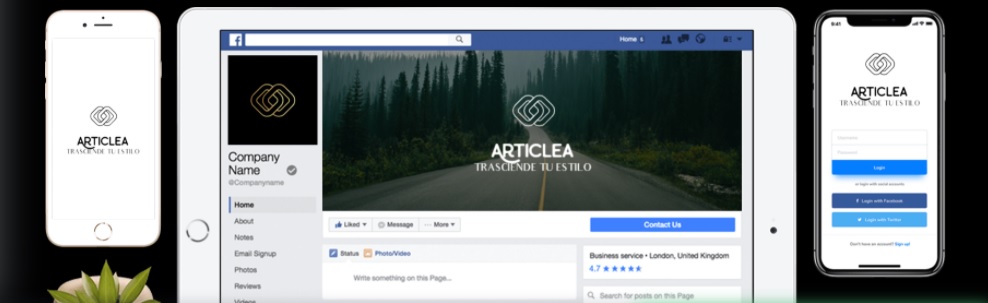 ARTICLEA
TRASCIENDE TU ESTILO
Home
ARTICLEA
TRASCIENDE TU ESTILO
Company
Name
@Companyname
Home
About
Notes
Email Signup
Photos
Reviews
Videos
Liked
Message
More
Contact Us
Status
Photo/Video
Write something on this Page...
Business service • London, United Kingdom
4.7
Search for posts on this Page
9:41
ARTICLEA
TRASCIENDE TU ESTILO
Username
Password
Login
or login with social accounts
Login with Facebook
Login with Twitter
Don't have an account? Sign up!